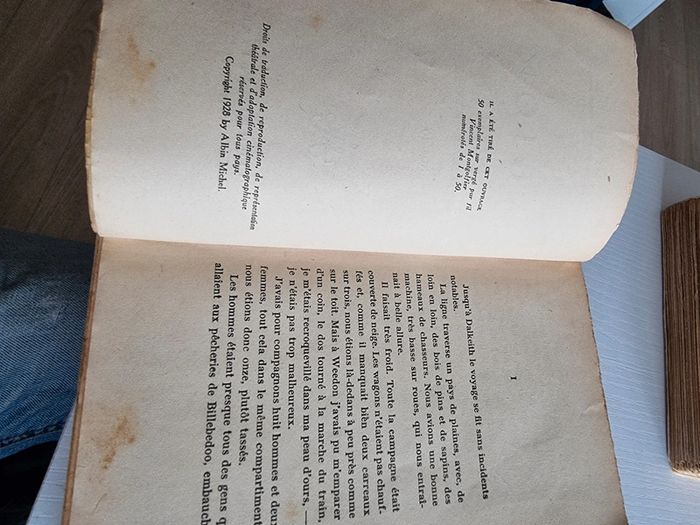 IL A ÉTÉ TIRÉ DE CET OUVRAGE
50 exemplaires sur vergé pur fil
Vincent Montgolfier
numérotés de 1 à 50.
Droits de traduction, de reproduction, de représentation
théâtrale et d'adaptation cinématographique
réservés pour tous pays.
Copyright 1928 by Albin Michel.
I
Jusqu'à Dalkeith le voyage se fit sans incidents
notables.
La ligne traverse un pays de plaines, avec, de
loin en loin, des bois de pins et de sapins, des
hameaux de chasseurs. Nous avions une bonne
machine, très basse sur roues, qui nous entraî-
nait à belle allure.
Il faisait très froid. Toute la campagne était
couverte de neige. Les wagons n'étaient pas chauf-
fés et, comme il manquait bien deux carreaux
sur trois, nous étions là-dedans à peu près comme
sur le toit. Mais à Weedon j'avais pu m'emparer
d'un coin, le dos tourné à la marche du train,
je m'étais recroquevillé dans ma peau d'ours, —
je n'étais pas trop malheureux.
J'avais pour compagnons huit hommes et deux
femmes, tout cela dans le même compartiment
nous étions donc onze, plutôt tassés.
Les hommes étaient presque tous des gens q
allaient aux pêcheries de Billebedoo, embauch